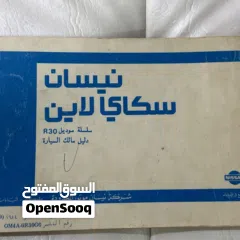 نيسان
سكاي لاين
سلسلة موديل R30
دليل مالك السيارة
NISSAN
السوق المفتوح
OpenSooq